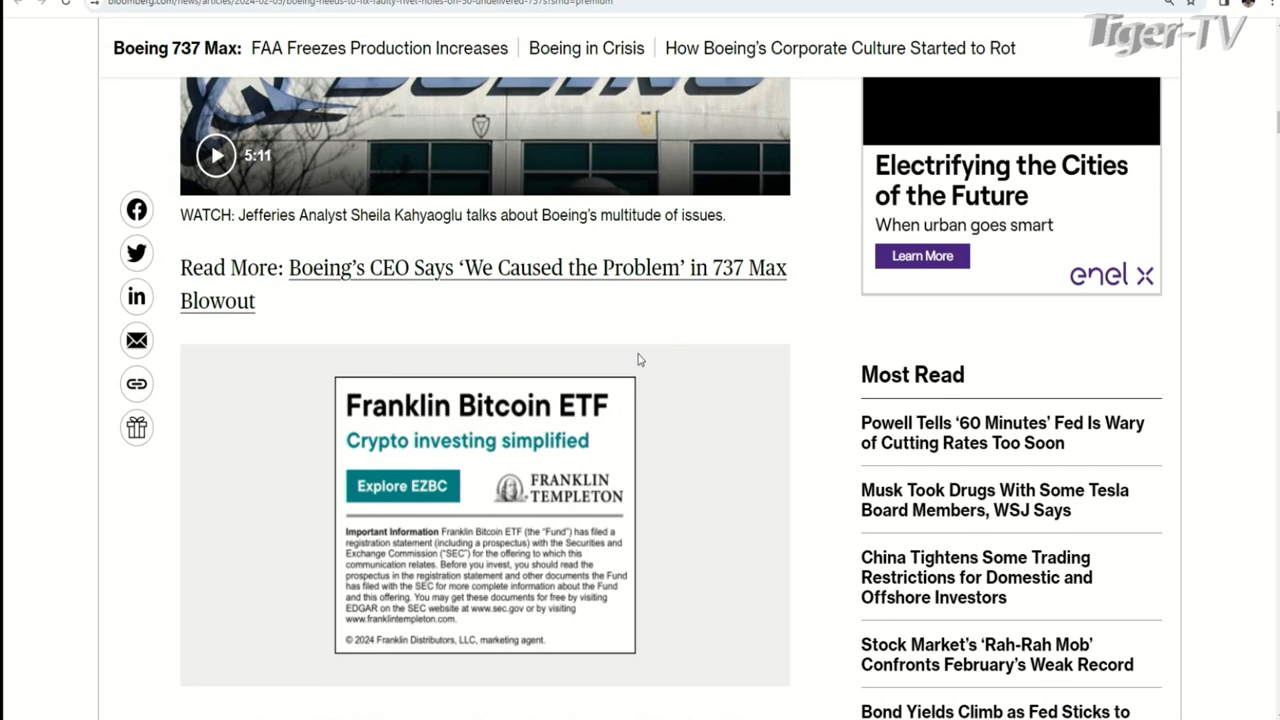 bloomberg.com/news/articles/2024-02-05/boeing-needs-to-fix-faulty-rivet-holes-on-50-undelivered-737s?srnd=premium
Tiger-TV
Boeing 737 Max: FAA Freezes Production Increases Boeing in Crisis How Boeing's Corporate Culture Started to Rot
5:11
WATCH: Jefferies Analyst Sheila Kahyaoglu talks about Boeing's multitude of issues.
Read More: Boeing's CEO Says 'We Caused the Problem' in 737 Max
Blowout
Franklin Bitcoin ETF
Crypto investing simplified
Explore EZBC
FRANKLIN
TEMPLETON
Important Information Franklin Bitcoin ETF (the "Fund") has filed a
registration statement (including a prospectus) with the Securities and
Exchange Commission ("SEC") for the offering to which this
communication relates. Before you invest, you should read the
prospectus in the registration statement and other documents the Fund
has filed with the SEC for more complete information about the Fund
and this offering. You may get these documents for free by visiting
EDGAR on the SEC website at www.sec.gov or by visiting
www.franklintempleton.com.
© 2024 Franklin Distributors, LLC, marketing agent.
Electrifying the Cities
of the Future
When urban goes smart
Learn More
enel x
Most Read
Powell Tells '60 Minutes' Fed Is Wary
of Cutting Rates Too Soon
Musk Took Drugs With Some Tesla
Board Members, WSJ Says
China Tightens Some Trading
Restrictions for Domestic and
Offshore Investors
Stock Market's 'Rah-Rah Mob'
Confronts February's Weak Record
Bond Yields Climb as Fed Sticks to